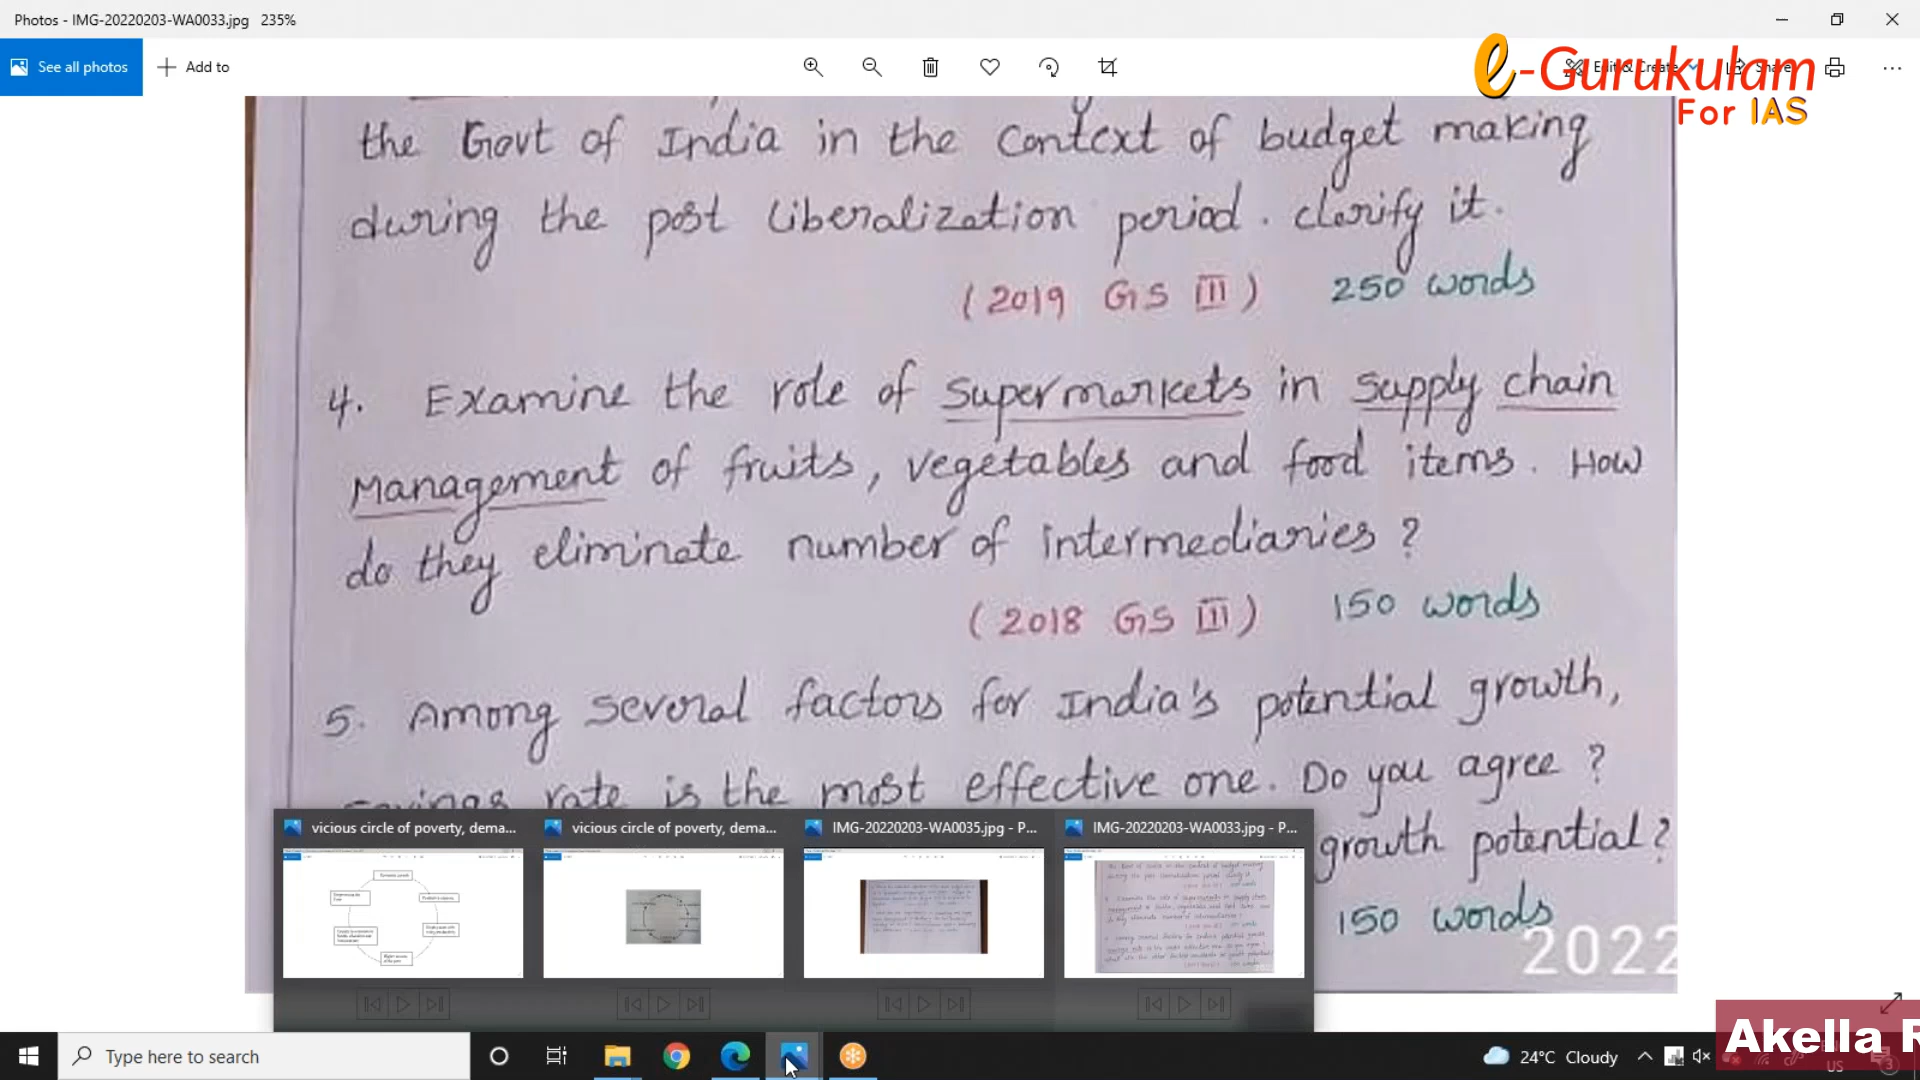 Photos - IMG-20220203-WA0033.jpg 235%
See all photos
Add to
e-Gurukulam
For IAS
the Govt of India in the context of budget making
during the post liberalization period. clarify it.
(2019 GS III) 250 words
4. Examine the role of supermarkets in supply chain
Management of fruits, vegetables and food items. How
do they eliminate number of intermediaries?
(2018 GS III) 150 words
5. Among several factors for India's potential growth,
savings rate is the most effective one. Do you agree?
growth potential?
150 words
2022
vicious circle of poverty, dema...
vicious circle of poverty, dema...
IMG-20220203-WA0035.jpg - P...
IMG-20220203-WA0033.jpg - P...
Type here to search
24°C Cloudy
US
Akella R